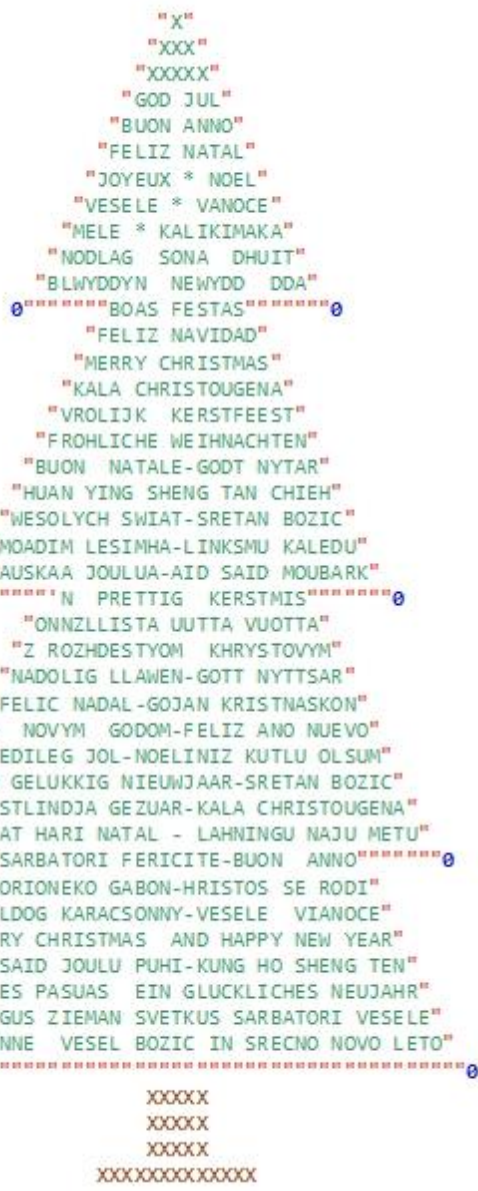 "X"
"XXX"
"XXXXX"
"GOD JUL"
"BUON ANNO"
"FELIZ NATAL"
"JOYEUX * NOEL"
"VESELE * VANOCE"
"MELE * KALIKIMAKA"
"NODLAG  SONA  DHUIT"
"BLWYDDYN  NEWYDD  DDA"
0"""""""BOAS FESTAS"""""""0
"FELIZ NAVIDAD"
"MERRY CHRISTMAS"
"KALA CHRISTOUGENA"
"VROLIJK  KERSTFEEST"
"FROHLICHE WEIHNACHTEN"
"BUON  NATALE-GODT NYTAR"
"HUAN YING SHENG TAN CHIEH"
"WESOLYCH SWIAT-SRETAN BOZIC"
MOADIM LESIMHA-LINKSMU KALEDU"
AUSKAA JOULUA-AID SAID MOUBARK"
""""'N  PRETTIG  KERSTMIS"""""""0
"ONNZLLISTA UUTTA VUOTTA"
"Z ROZHDESTYOM  KHRYSTOVYM"
"NADOLIG LLAWEN-GOTT NYTTSAR"
FELIC NADAL-GOJAN KRISTNASKON"
NOVYM  GODOM-FELIZ ANO NUEVO"
EDILEG JOL-NOELINIZ KUTLU OLSUM"
GELUKKIG NIEUWJAAR-SRETAN BOZIC"
STLINDJA GEZUAR-KALA CHRISTOUGENA"
AT HARI NATAL - LAHNINGU NAJU METU"
SARBATORI FERICITE-BUON  ANNO"""""""0
ORIONEKO GABON-HRISTOS SE RODI"
LDOG KARACSONNY-VESELE  VIANOCE"
RY CHRISTMAS  AND HAPPY NEW YEAR"
SAID JOULU PUHI-KUNG HO SHENG TEN"
ES PASUAS  EIN GLUCKLICHES NEUJAHR"
GUS ZIEMAN SVETKUS SARBATORI VESELE"
NNE  VESEL BOZIC IN SRECNO NOVO LETO"
"""""""""""""""""""""""""""""""""""""""0
XXXXX
XXXXX
XXXXX
XXXXXXXXXXXXX